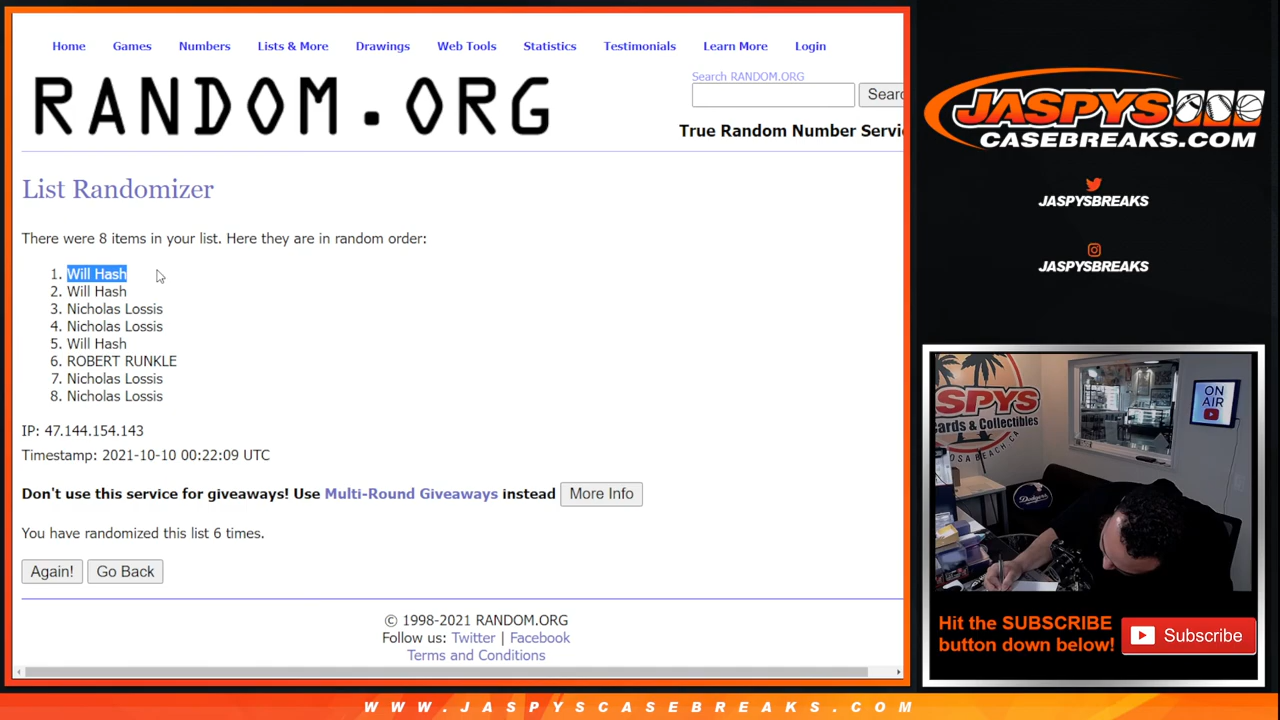 Home Games Numbers Lists & More Drawings Web Tools Statistics Testimonials Learn More Login
RANDOM.ORG
Search RANDOM.ORG
True Random Number Servi
List Randomizer
There were 8 items in your list. Here they are in random order:
1. Will Hash
2. Will Hash
3. Nicholas Lossis
4. Nicholas Lossis
5. Will Hash
6. ROBERT RUNKLE
7. Nicholas Lossis
8. Nicholas Lossis
IP: 47.144.154.143
Timestamp: 2021-10-10 00:22:09 UTC
Don't use this service for giveaways! Use Multi-Round Giveaways instead More Info
You have randomized this list 6 times.
Again! Go Back
© 1998-2021 RANDOM.ORG
Follow us: Twitter | Facebook
Terms and Conditions
JASPYS
CASEBREAKS.COM
JASPYSBREAKS
JASPYSBREAKS
ASPYS
ON
AIR
Dodgers
Hit the SUBSCRIBE
button down below!
Subscribe
WWW.JASPYSCASEBREAKS.COM